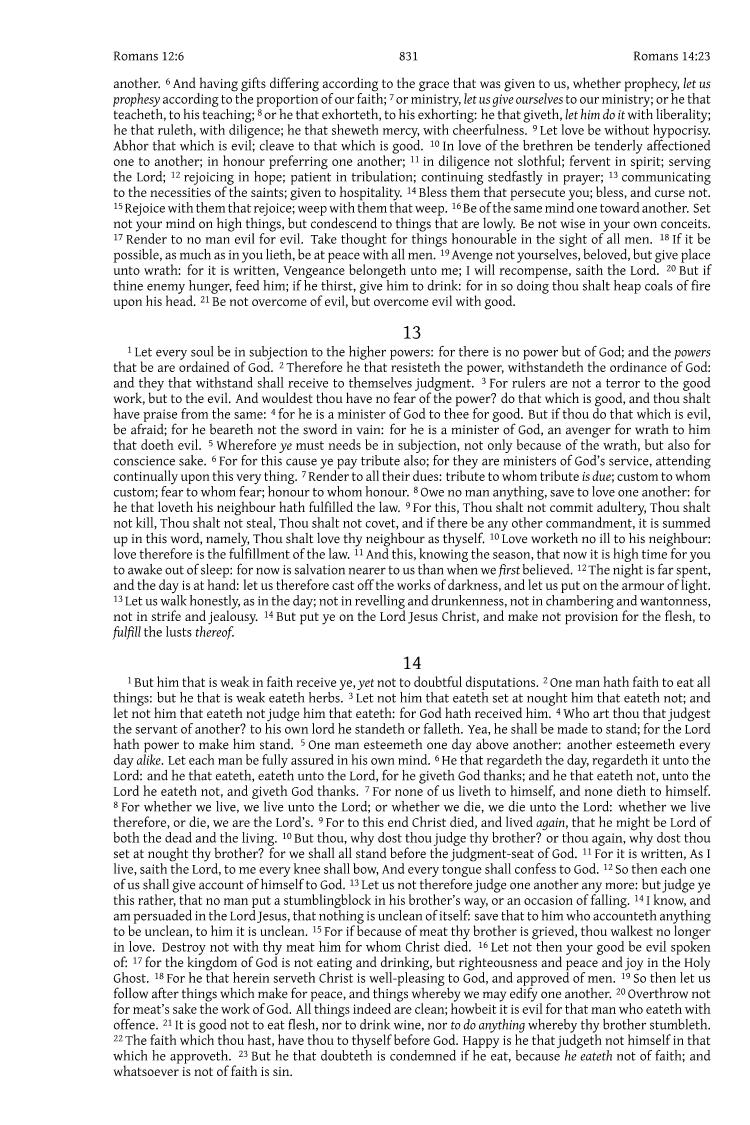 Romans 12:6 831 Romans 14:23
another. 6 And having gifts differing according to the grace that was given to us, whether prophecy, let us
prophesy according to the proportion of our faith; 7 or ministry, let us give ourselves to our ministry; or he that
teacheth, to his teaching; 8 or he that exhorteth, to his exhorting: he that giveth, let him do it with liberality;
he that ruleth, with diligence; he that sheweth mercy, with cheerfulness. 9 Let love be without hypocrisy.
Abhor that which is evil; cleave to that which is good. 10 In love of the brethren be tenderly affectioned
one to another; in honour preferring one another; 11 in diligence not slothful; fervent in spirit; serving
the Lord; 12 rejoicing in hope; patient in tribulation; continuing stedfastly in prayer; 13 communicating
to the necessities of the saints; given to hospitality. 14 Bless them that persecute you; bless, and curse not.
15 Rejoice with them that rejoice; weep with them that weep. 16 Be of the same mind one toward another. Set
not your mind on high things, but condescend to things that are lowly. Be not wise in your own conceits.
17 Render to no man evil for evil. Take thought for things honourable in the sight of all men. 18 If it be
possible, as much as in you lieth, be at peace with all men. 19 Avenge not yourselves, beloved, but give place
unto wrath: for it is written, Vengeance belongeth unto me; I will recompense, saith the Lord. 20 But if
thine enemy hunger, feed him; if he thirst, give him to drink: for in so doing thou shalt heap coals of fire
upon his head. 21 Be not overcome of evil, but overcome evil with good.
13
1 Let every soul be in subjection to the higher powers: for there is no power but of God; and the powers
that be are ordained of God. 2 Therefore he that resisteth the power, withstandeth the ordinance of God:
and they that withstand shall receive to themselves judgment. 3 For rulers are not a terror to the good
work, but to the evil. And wouldest thou have no fear of the power? do that which is good, and thou shalt
have praise from the same: 4 for he is a minister of God to thee for good. But if thou do that which is evil,
be afraid; for he beareth not the sword in vain: for he is a minister of God, an avenger for wrath to him
that doeth evil. 5 Wherefore ye must needs be in subjection, not only because of the wrath, but also for
conscience sake. 6 For for this cause ye pay tribute also; for they are ministers of God's service, attending
continually upon this very thing. 7 Render to all their dues: tribute to whom tribute is due; custom to whom
custom; fear to whom fear; honour to whom honour. 8 Owe no man anything, save to love one another: for
he that loveth his neighbour hath fulfilled the law. 9 For this, Thou shalt not commit adultery, Thou shalt
not kill, Thou shalt not steal, Thou shalt not covet, and if there be any other commandment, it is summed
up in this word, namely, Thou shalt love thy neighbour as thyself. 10 Love worketh no ill to his neighbour:
love therefore is the fulfillment of the law. 11 And this, knowing the season, that now it is high time for you
to awake out of sleep: for now is salvation nearer to us than when we first believed. 12 The night is far spent,
and the day is at hand: let us therefore cast off the works of darkness, and let us put on the armour of light.
13 Let us walk honestly, as in the day; not in revelling and drunkenness, not in chambering and wantonness,
not in strife and jealousy. 14 But put ye on the Lord Jesus Christ, and make not provision for the flesh, to
fulfill the lusts thereof.
14
1 But him that is weak in faith receive ye, yet not to doubtful disputations. 2 One man hath faith to eat all
things: but he that is weak eateth herbs. 3 Let not him that eateth set at nought him that eateth not; and
let not him that eateth not judge him that eateth: for God hath received him. 4 Who art thou that judgest
the servant of another? to his own lord he standeth or falleth. Yea, he shall be made to stand; for the Lord
hath power to make him stand. 5 One man esteemeth one day above another: another esteemeth every
day alike. Let each man be fully assured in his own mind. 6 He that regardeth the day, regardeth it unto the
Lord: and he that eateth, eateth unto the Lord, for he giveth God thanks; and he that eateth not, unto the
Lord he eateth not, and giveth God thanks. 7 For none of us liveth to himself, and none dieth to himself.
8 For whether we live, we live unto the Lord; or whether we die, we die unto the Lord: whether we live
therefore, or die, we are the Lord's. 9 For to this end Christ died, and lived again, that he might be Lord of
both the dead and the living. 10 But thou, why dost thou judge thy brother? or thou again, why dost thou
set at nought thy brother? for we shall all stand before the judgment-seat of God. 11 For it is written, As I
live, saith the Lord, to me every knee shall bow, And every tongue shall confess to God. 12 So then each one
of us shall give account of himself to God. 13 Let us not therefore judge one another any more: but judge ye
this rather, that no man put a stumblingblock in his brother's way, or an occasion of falling. 14 I know, and
am persuaded in the Lord Jesus, that nothing is unclean of itself: save that to him who accounteth anything
to be unclean, to him it is unclean. 15 For if because of meat thy brother is grieved, thou walkest no longer
in love. Destroy not with thy meat him for whom Christ died. 16 Let not then your good be evil spoken
of: 17 for the kingdom of God is not eating and drinking, but righteousness and peace and joy in the Holy
Ghost. 18 For he that herein serveth Christ is well-pleasing to God, and approved of men. 19 So then let us
follow after things which make for peace, and things whereby we may edify one another. 20 Overthrow not
for meat's sake the work of God. All things indeed are clean; howbeit it is evil for that man who eateth with
offence. 21 It is good not to eat flesh, nor to drink wine, nor to do anything whereby thy brother stumbleth.
22 The faith which thou hast, have thou to thyself before God. Happy is he that judgeth not himself in that
which he approveth. 23 But he that doubteth is condemned if he eat, because he eateth not of faith; and
whatsoever is not of faith is sin.